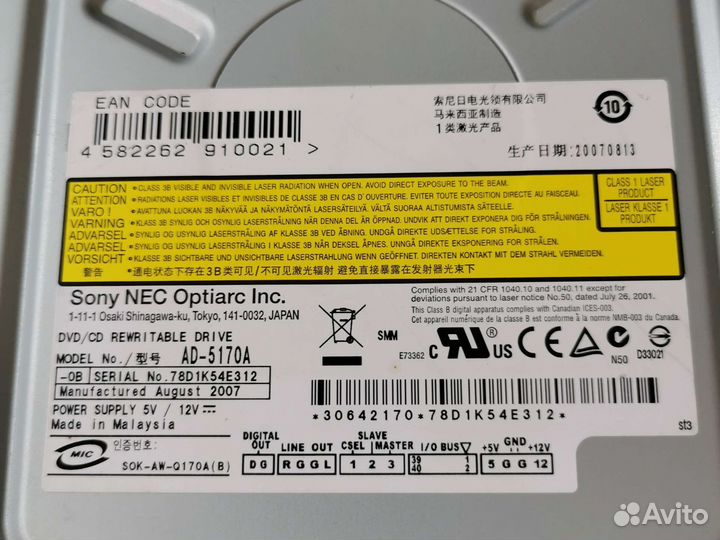 EAN CODE
4 582262 910021 >
索尼日电光领有限公司
马来西亚制造
1类激光产品
10
生产日期:20070813
CAUTION • CLASS 3B VISIBLE AND INVISIBLE LASER RADIATION WHEN OPEN. AVOID DIRECT EXPOSURE TO THE BEAM.
ATTENTION • RADIATIONS LASER VISIBLES ET INVISIBLES DE CLASSE 3B EN CAS D'OUVERTURE. EVITER TOUTE EXPOSITION DIRECTE AU FAISCEAU.
VARO! • AVATTUNA LUOKAN 3B NÄKYVÄÄ JA NÄKYMÄTÖNTÄ LASERSÄTEILYÄ. VÄLTÄ SUORAA ALTISTUMISTA SÄTEELLE.
VARNING • KLASS 3B SYNLIG OCH OSYNLIG LASERSTRÅLNING NÄR DENNA DEL ÄR ÖPPNAD. UNDVIK ATT DIREKT EXPONERA DIG FÖR STRÅLNING.
ADVARSEL • SYNLIG OG USYNLIG LASERSTRÅLING AF KLASSE 3B VED ÅBNING. UNDGÅ DIREKTE UDSÆTTELSE FOR STRÅLING.
ADVARSEL • SYNLIG OG USYNLIG LASERSTRÅLING I KLASSE 3B NÅR DEKSEL ÅPNES. UNNGÅ DIREKTE EKSPONERING FOR STRÅLEN.
VORSICHT • KLASSE 3B SICHTBARE UND UNSICHTBARE LASERSTRAHLUNG WENN GEÖFFNET. DIREKTEN KONTAKT MIT DEM STRAHL VERMEIDEN.
警告 • 通电状态下存在3B类可见/不可见激光辐射 避免直接暴露在发射器光束下
CLASS 1 LASER
PRODUCT
LASER KLASSE 1
PRODUKT
Sony NEC Optiarc Inc.
1-11-1 Osaki Shinagawa-ku, Tokyo, 141-0032, JAPAN
Complies with 21 CFR 1040.10, 1040.11 except for
deviations pursuant to laser notice No.50, dated July 26, 2001.
This Class B digital apparatus complies with Canadian ICES-003.
Cet appareil numérique de la classe B est conforme à la norme NMB-003 du Canada.
DVD/CD REWRITABLE DRIVE
MODEL No./型号 AD-5170A
-0B SERIAL No.78D1K54E312
Manufactured August 2007
POWER SUPPLY 5V / 12V
Made in Malaysia
SMM
E73362 C UL US CE N50 D33021
*30642170*78D1K54E312*
st3
MIC
인증번호:
SOK-AW-Q170A(B)
DIGITAL OUT
DG
LINE OUT
RGGL
SLAVE
CSEL MASTER
1 2 3
I/O BUS
39 1
40 2
+5V GND +12V
5 G G 12
Avito